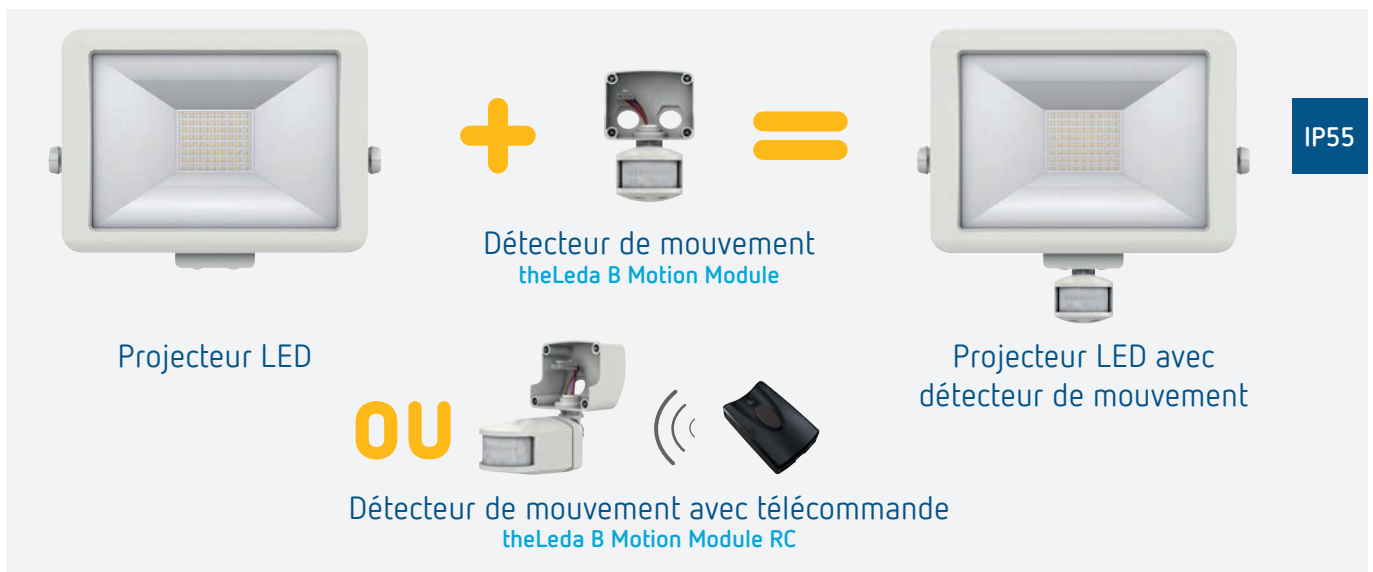 IP55
Détecteur de mouvement
theLeda B Motion Module
Projecteur LED
Projecteur LED avec
détecteur de mouvement
OU
Détecteur de mouvement avec télécommande
theLeda B Motion Module RC